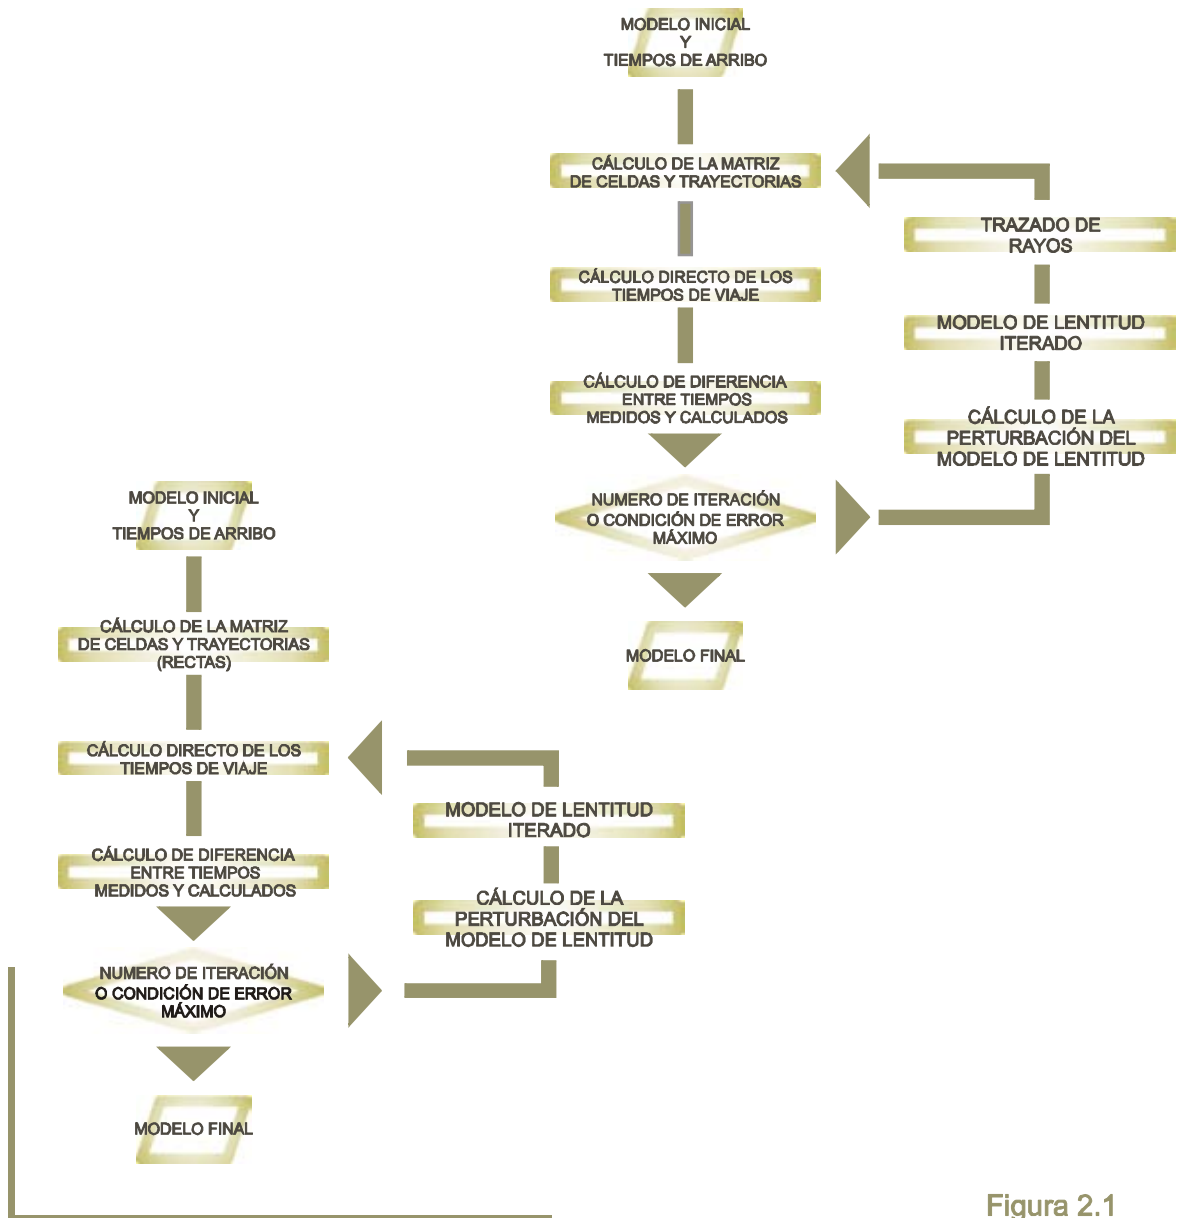 MODELO INICIAL
Y
TIEMPOS DE ARRIBO
CÁLCULO DE LA MATRIZ
DE CELDAS Y TRAYECTORIAS
CÁLCULO DIRECTO DE LOS
TIEMPOS DE VIAJE
CÁLCULO DE DIFERENCIA
ENTRE TIEMPOS
MEDIDOS Y CALCULADOS
NUMERO DE ITERACIÓN
O CONDICIÓN DE ERROR
MÁXIMO
MODELO FINAL
TRAZADO DE
RAYOS
MODELO DE LENTITUD
ITERADO
CÁLCULO DE LA
PERTURBACIÓN DEL
MODELO DE LENTITUD
MODELO INICIAL
Y
TIEMPOS DE ARRIBO
CÁLCULO DE LA MATRIZ
DE CELDAS Y TRAYECTORIAS
(RECTAS)
CÁLCULO DIRECTO DE LOS
TIEMPOS DE VIAJE
CÁLCULO DE DIFERENCIA
ENTRE TIEMPOS
MEDIDOS Y CALCULADOS
NUMERO DE ITERACIÓN
O CONDICIÓN DE ERROR
MÁXIMO
MODELO FINAL
MODELO DE LENTITUD
ITERADO
CÁLCULO DE LA
PERTURBACIÓN DEL
MODELO DE LENTITUD
Figura 2.1